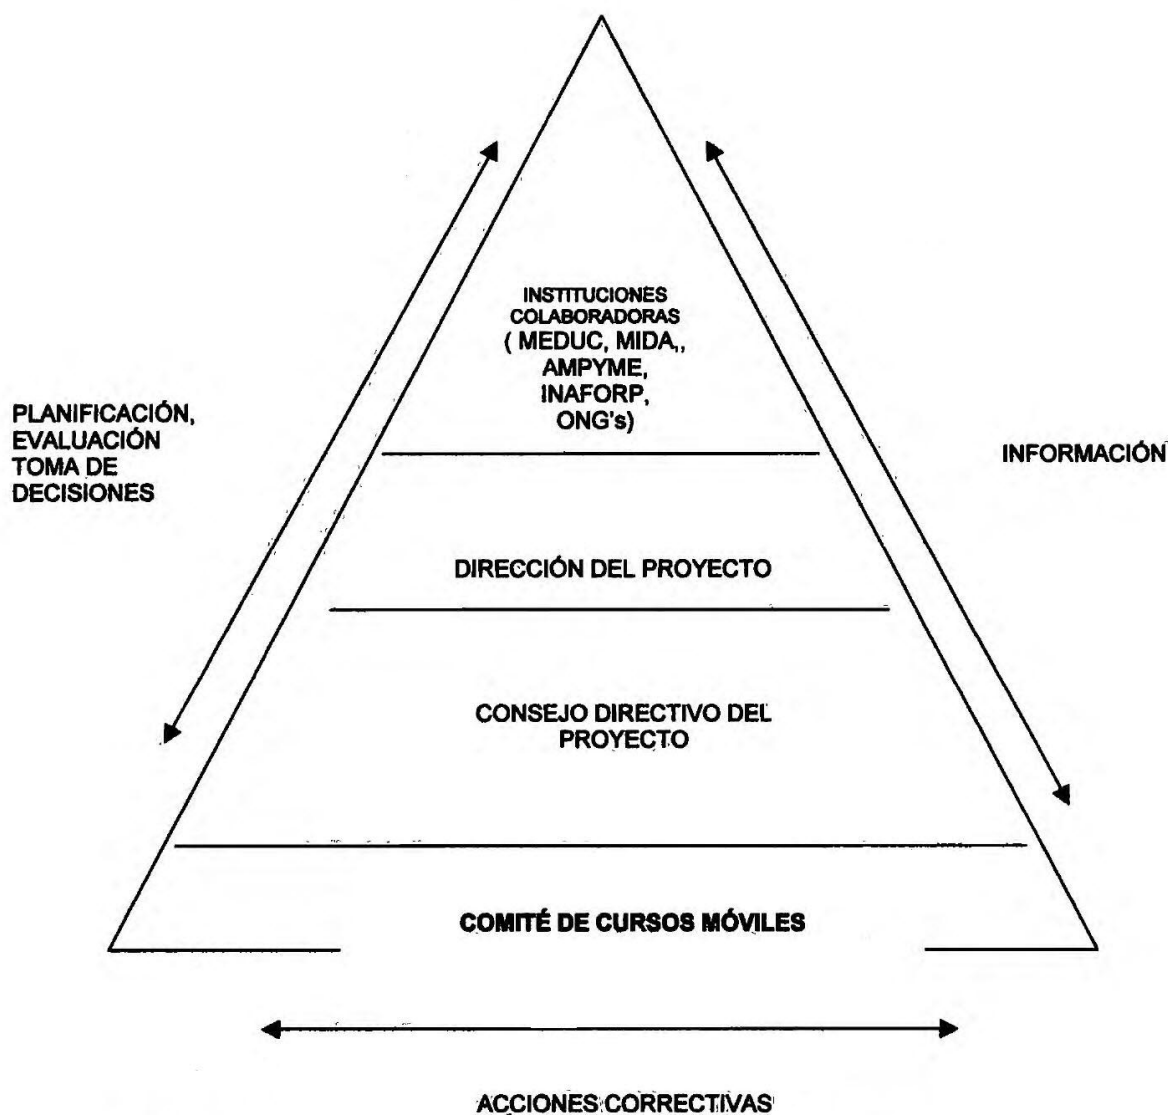 INSTITUCIONES
COLABORADORAS
( MEDUC, MIDA,,
AMPYME,
INAFORP,
ONG's)
PLANIFICACIÓN,
EVALUACIÓN
TOMA DE
DECISIONES
INFORMACIÓN
DIRECCIÓN DEL PROYECTO
CONSEJO DIRECTIVO DEL
PROYECTO
COMITÉ DE CURSOS MÓVILES
ACCIONES CORRECTIVAS